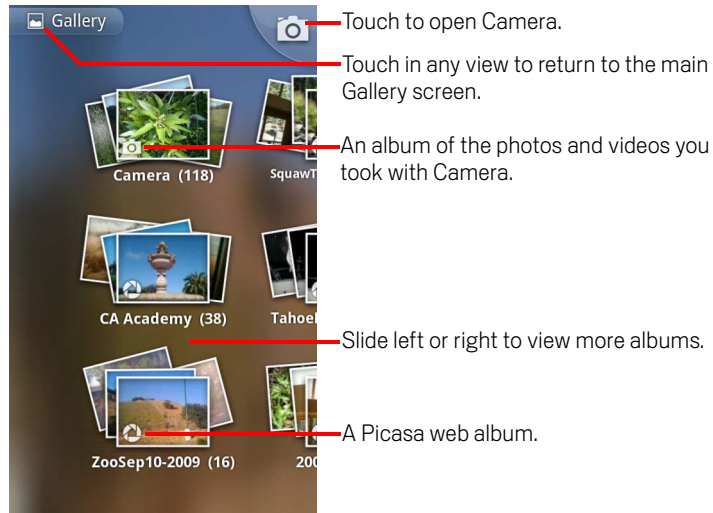 Gallery
Touch to open Camera.
Touch in any view to return to the main
Gallery screen.
An album of the photos and videos you
took with Camera.
Camera (118)
SquawT
CA Academy (38)
Tahoe
Slide left or right to view more albums.
A Picasa web album.
ZooSep10-2009 (16)
200